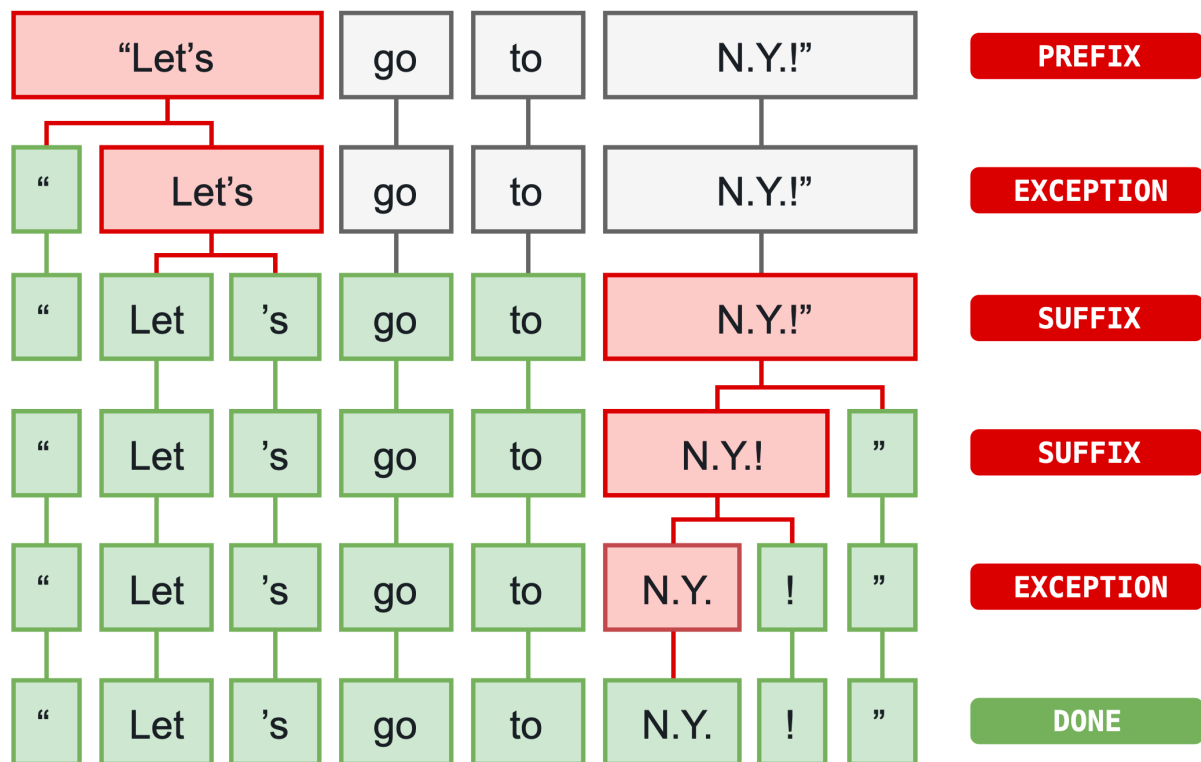 “Let’s go to N.Y.!” PREFIX
“ Let’s go to N.Y.!” EXCEPTION
“ Let ’s go to N.Y.!” SUFFIX
“ Let ’s go to N.Y.! ” SUFFIX
“ Let ’s go to N.Y. ! ” EXCEPTION
“ Let ’s go to N.Y. ! ” DONE